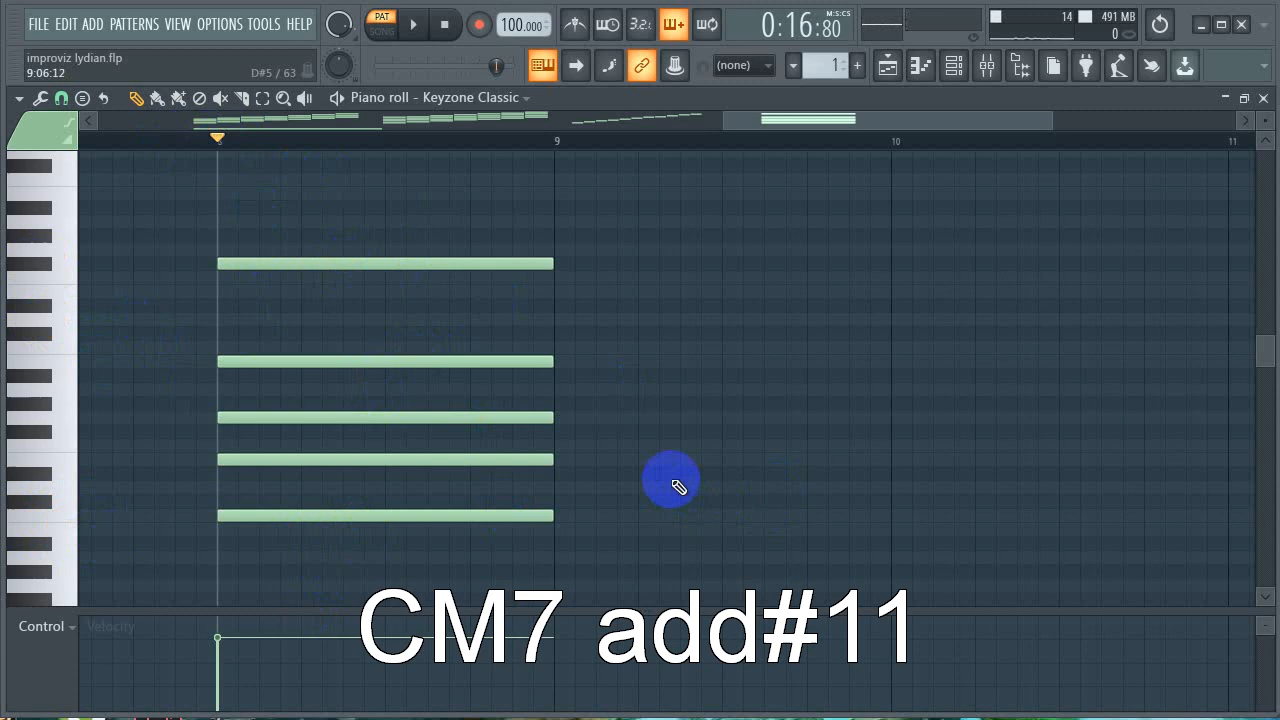 FILE EDIT ADD PATTERNS VIEW OPTIONS TOOLS HELP
PAT
SONG
100.000
3.2
0:16:80
M:S:CS
14
491 MB
0
improviz lydian.flp
9:06:12
D#5 / 63
(none)
1
Piano roll - Keyzone Classic
9
10
11
Control
Velocity
CM7 add#11